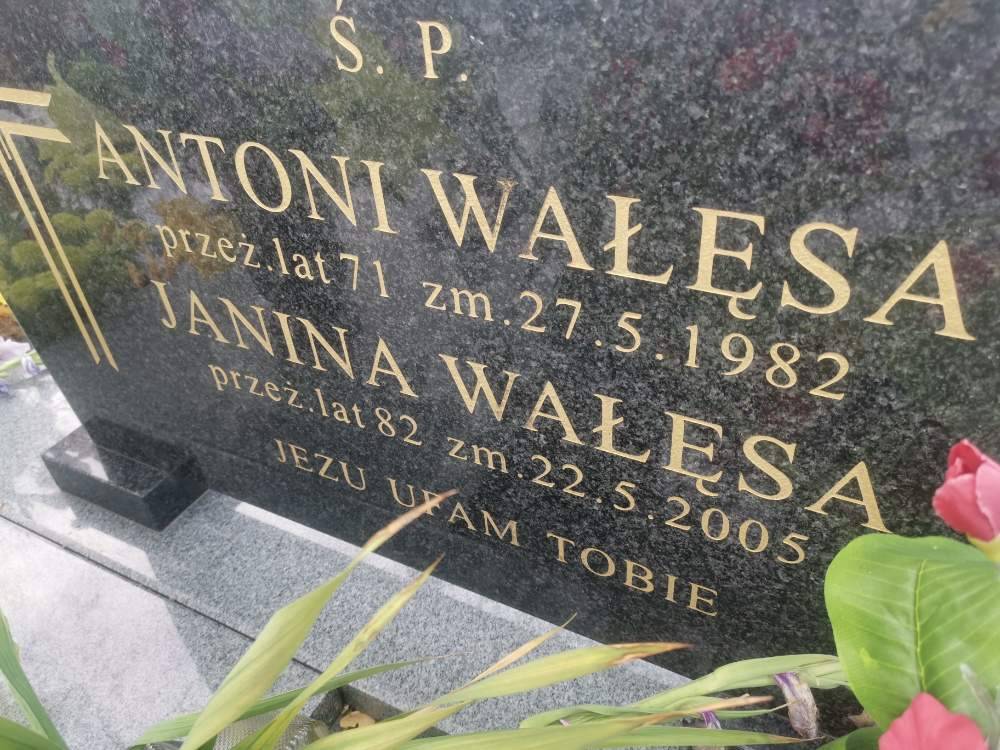 Ś. P.
ANTONI WAŁĘSA
przeż. lat 71 zm. 27.5.1982
JANINA WAŁĘSA
przeż. lat 82 zm. 22.5.2005
JEZU UFAM TOBIE